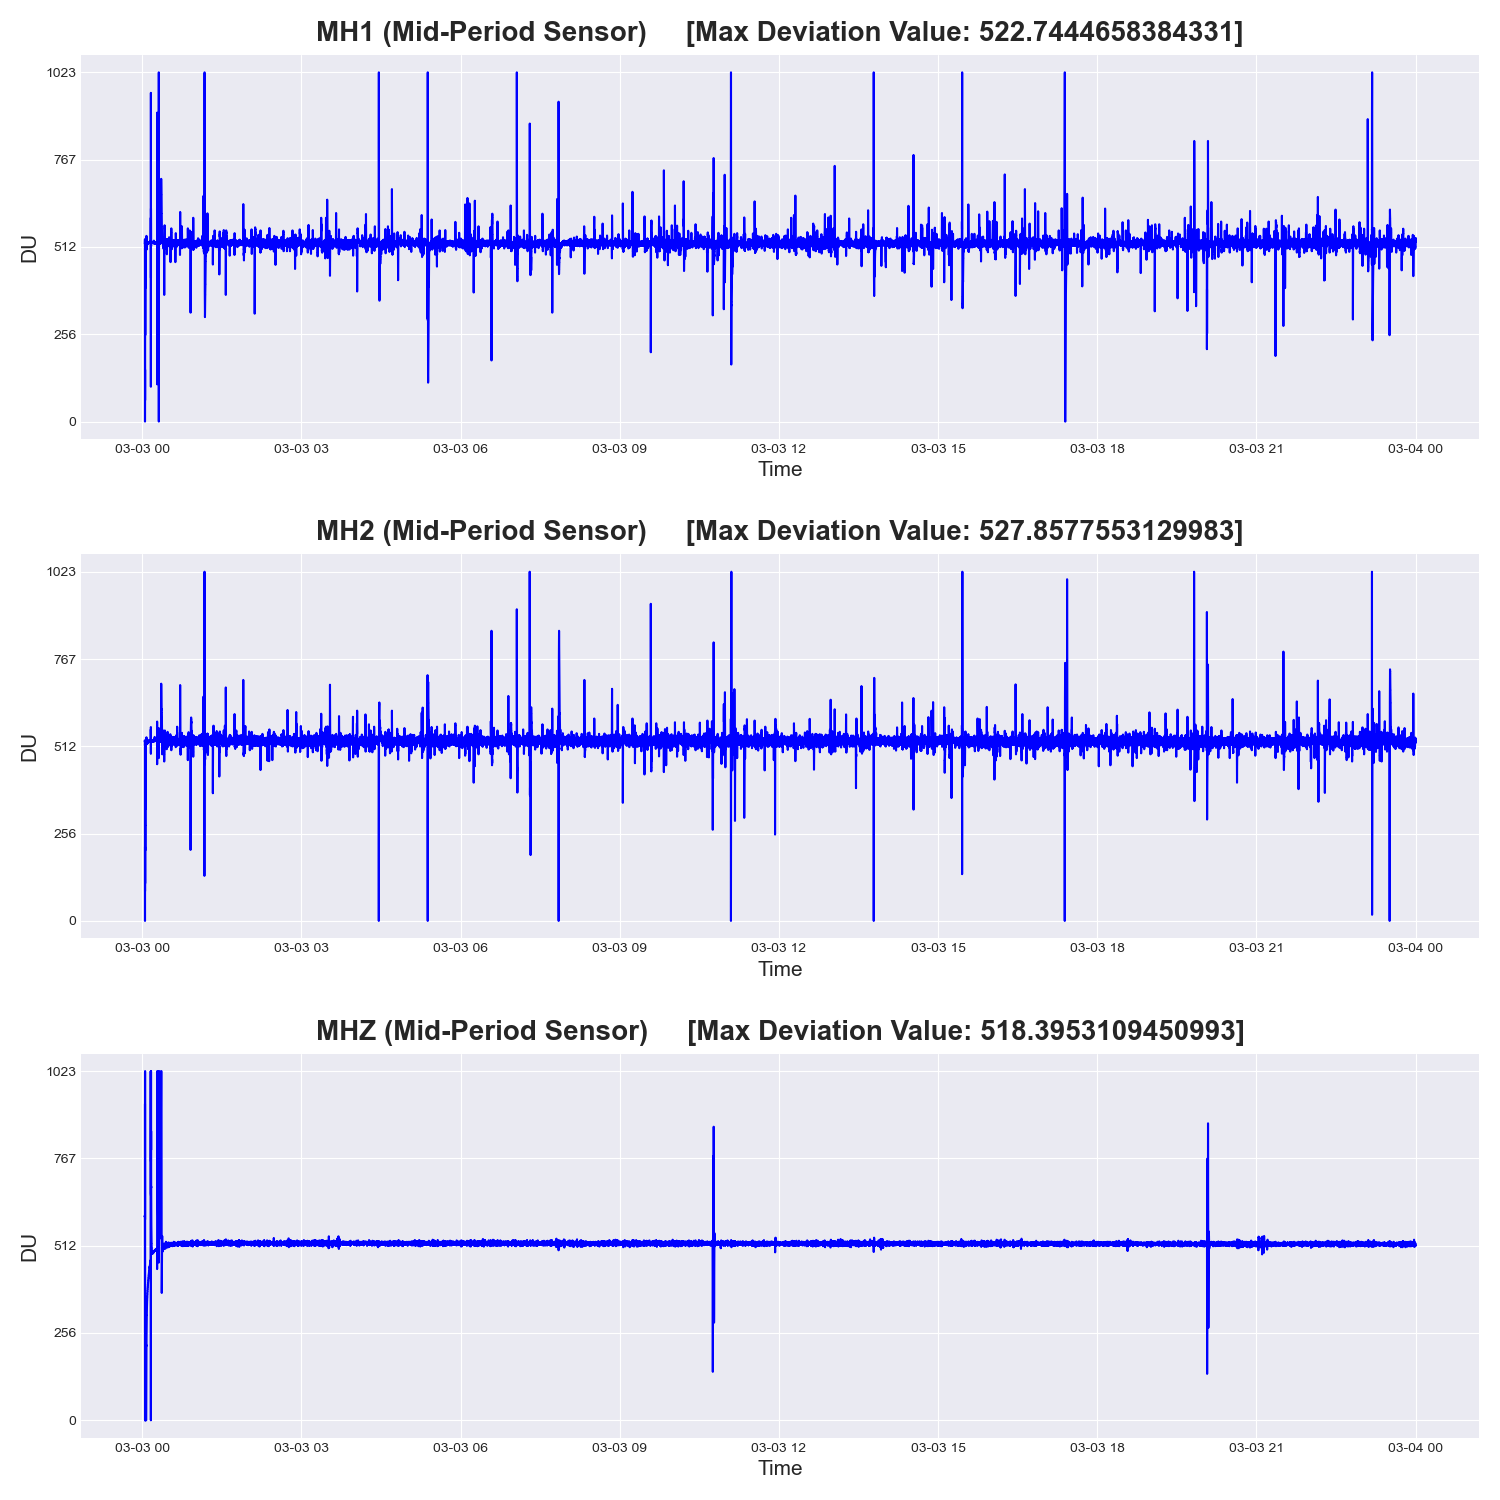 MH1 (Mid-Period Sensor) [Max Deviation Value: 522.7444658384331]
1023
767
512
256
0
DU
03-03 00 03-03 03 03-03 06 03-03 09 03-03 12 03-03 15 03-03 18 03-03 21 03-04 00
Time
MH2 (Mid-Period Sensor) [Max Deviation Value: 527.8577553129983]
1023
767
512
256
0
DU
03-03 00 03-03 03 03-03 06 03-03 09 03-03 12 03-03 15 03-03 18 03-03 21 03-04 00
Time
MHZ (Mid-Period Sensor) [Max Deviation Value: 518.3953109450993]
1023
767
512
256
0
DU
03-03 00 03-03 03 03-03 06 03-03 09 03-03 12 03-03 15 03-03 18 03-03 21 03-04 00
Time